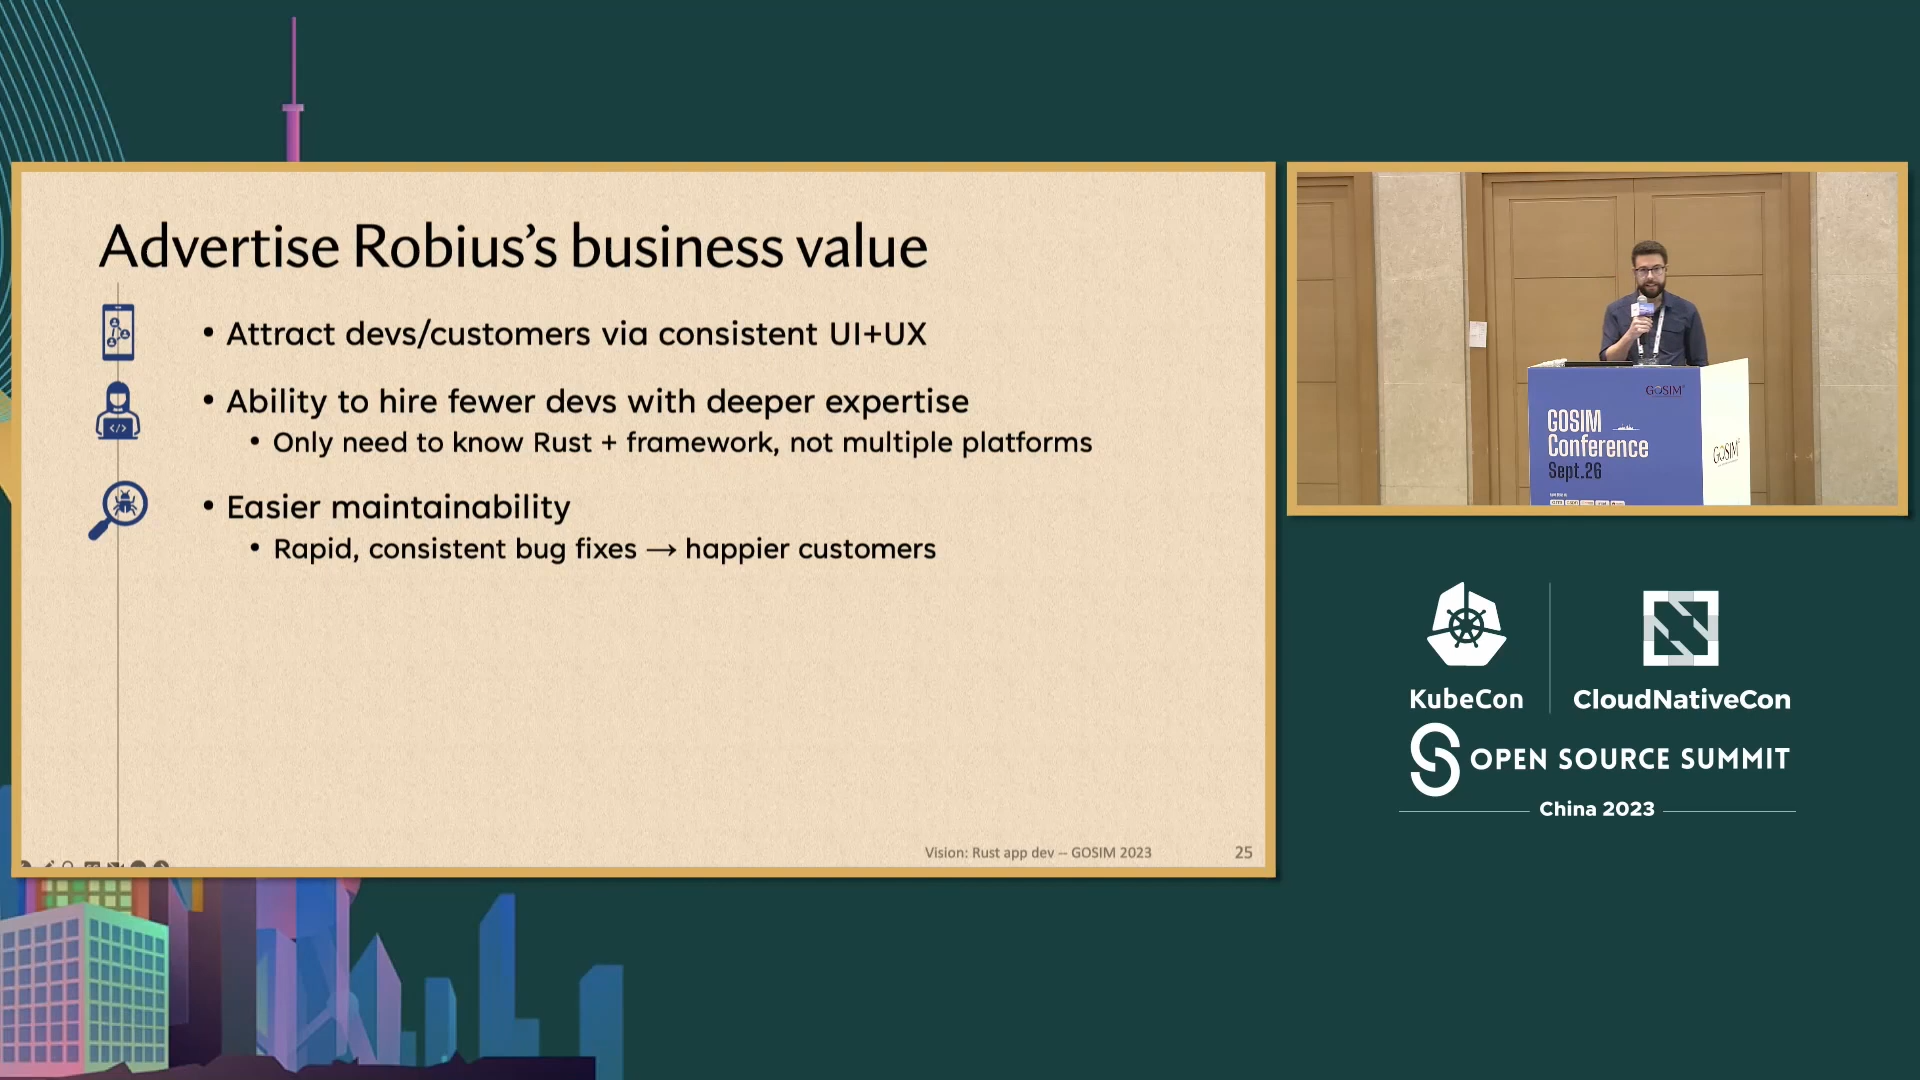 Advertise Robius's business value
• Attract devs/customers via consistent UI+UX
• Ability to hire fewer devs with deeper expertise
• Only need to know Rust + framework, not multiple platforms
• Easier maintainability
• Rapid, consistent bug fixes → happier customers
Vision: Rust app dev -- GOSIM 2023
25
GOSIM
GOSIM
Conference
Sept.26
GOSIM
KubeCon
CloudNativeCon
OPEN SOURCE SUMMIT
China 2023